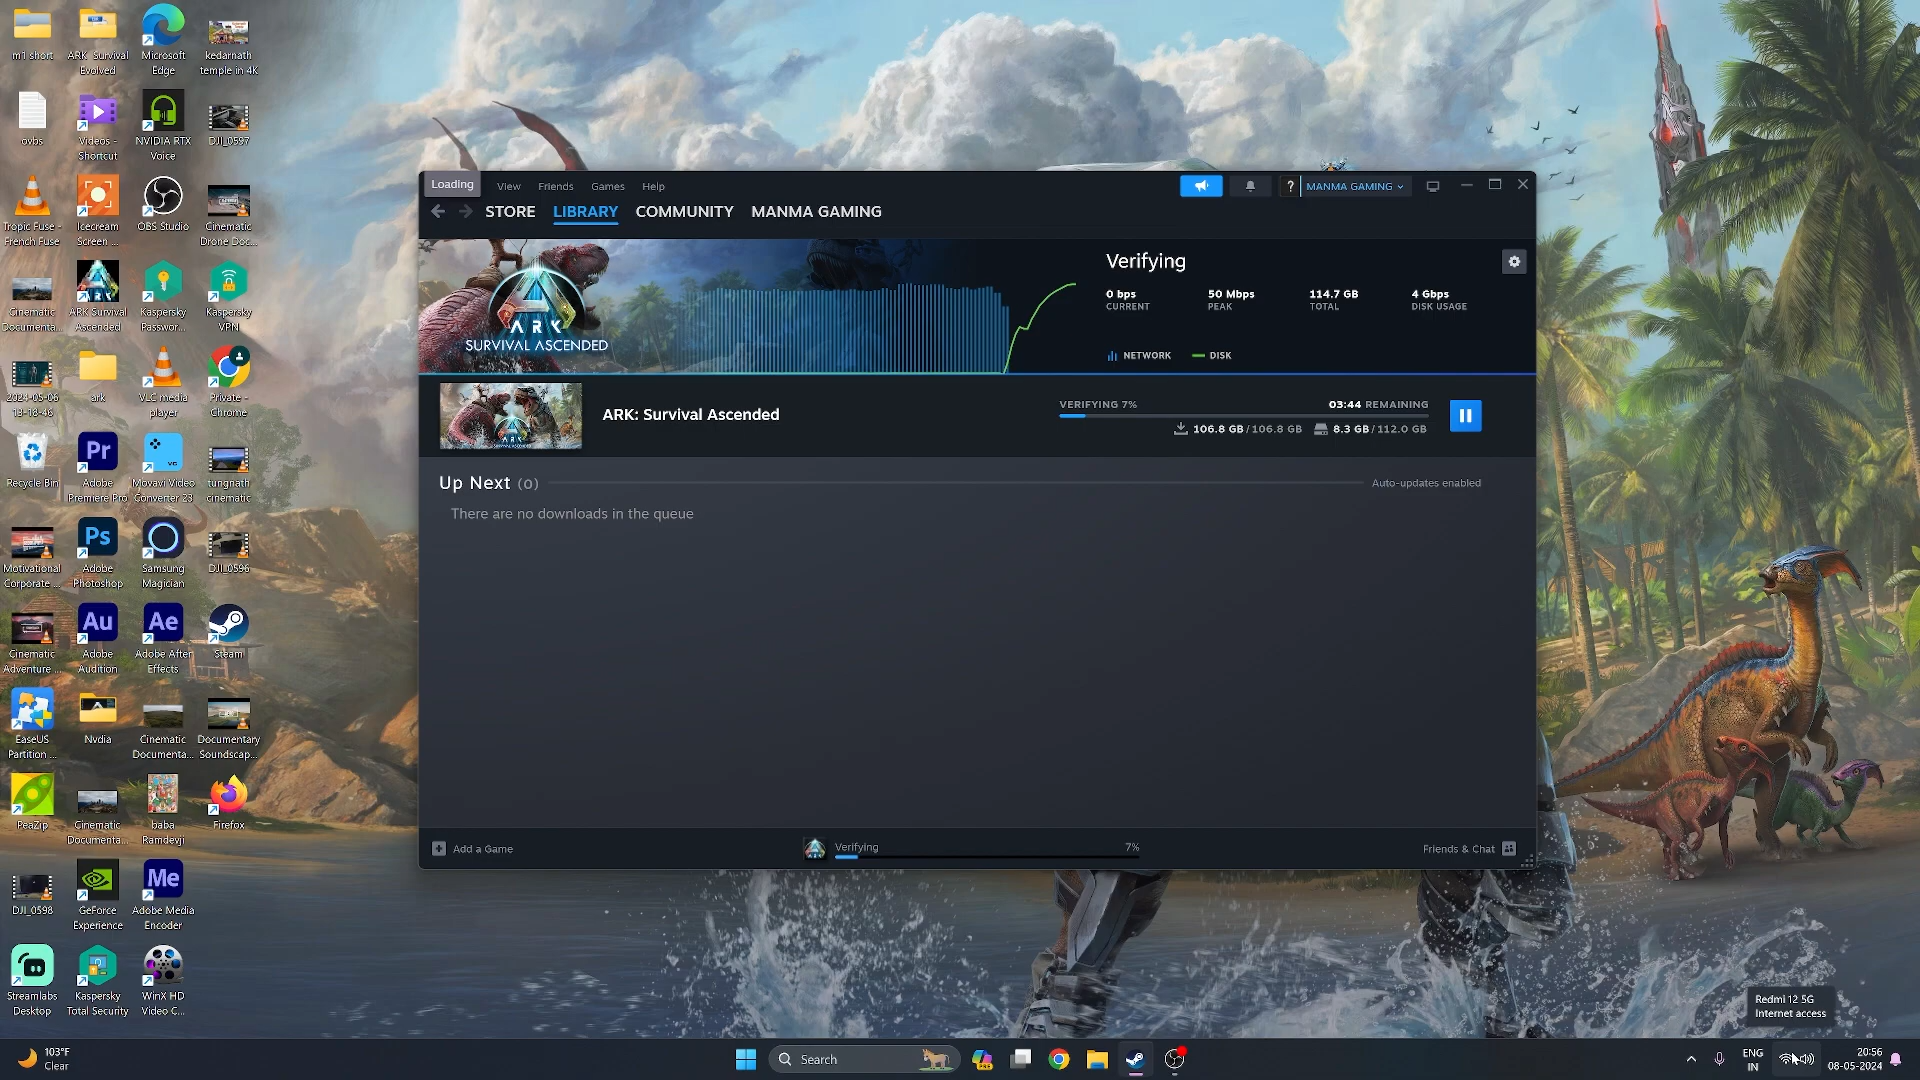 m1 short
ARK Survival
Evolved
Microsoft
Edge
kedarnath
temple in 4K
ovbs
Videos -
Shortcut
NVIDIA RTX
Voice
DJI_0597
Tropic Fuse -
French Fuse
Icecream
Screen ...
OBS Studio
Cinematic
Drone Doc...
Cinematic
Documenta...
ARK Survival
Ascended
Kaspersky
Passwor...
Kaspersky
VPN
2024-05-06
13-18-46
ark
VLC media
player
Private -
Chrome
Recycle Bin
Pr
Adobe
Premiere Pro
Movavi Video
Converter 23
tungnath
cinematic
Motivational
Corporate ...
Ps
Adobe
Photoshop
Samsung
Magician
DJI_0596
Cinematic
Adventure ...
Au
Adobe
Audition
Ae
Adobe After
Effects
Steam
EaseUS
Partition ...
Nvdia
Cinematic
Documenta...
Documentary
Soundscap...
PeaZip
Cinematic
Documenta...
baba
Ramdevji
Firefox
DJI_0598
GeForce
Experience
Me
Adobe Media
Encoder
Streamlabs
Desktop
Kaspersky
Total Security
WinX HD
Video C...
Loading
View
Friends
Games
Help
?
MANMA GAMING
STORE
LIBRARY
COMMUNITY
MANMA GAMING
ARK
SURVIVAL ASCENDED
Verifying
0 bps
CURRENT
50 Mbps
PEAK
114.7 GB
TOTAL
4 Gbps
DISK USAGE
NETWORK
DISK
ARK: Survival Ascended
VERIFYING 7%
03:44 REMAINING
106.8 GB / 106.8 GB
8.3 GB / 112.0 GB
Up Next (0)
Auto-updates enabled
There are no downloads in the queue
Add a Game
Verifying
7%
Friends & Chat
Redmi 12 5G
Internet access
103°F
Clear
Search
PRE
ENG
IN
20:56
08-05-2024